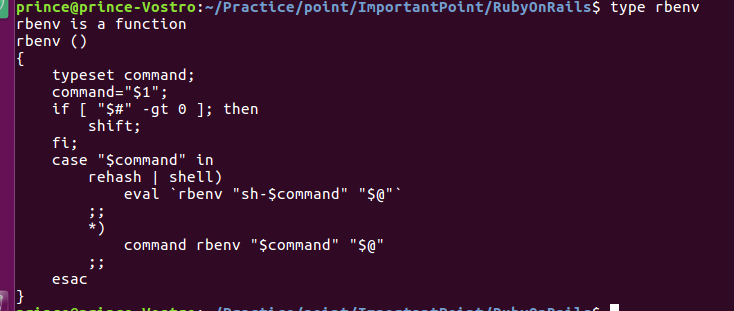 prince@prince-Vostro:~/Practice/point/ImportantPoint/RubyOnRails$ type rbenv
rbenv is a function
rbenv ()
{
    typeset command;
    command="$1";
    if [ "$#" -gt 0 ]; then
        shift;
    fi;
    case "$command" in
        rehash | shell)
            eval `rbenv "sh-$command" "$@"`
        ;;
        *)
            command rbenv "$command" "$@"
        ;;
    esac
}
prince@prince-Vostro:~/Practice/point/ImportantPoint/RubyOnRails$